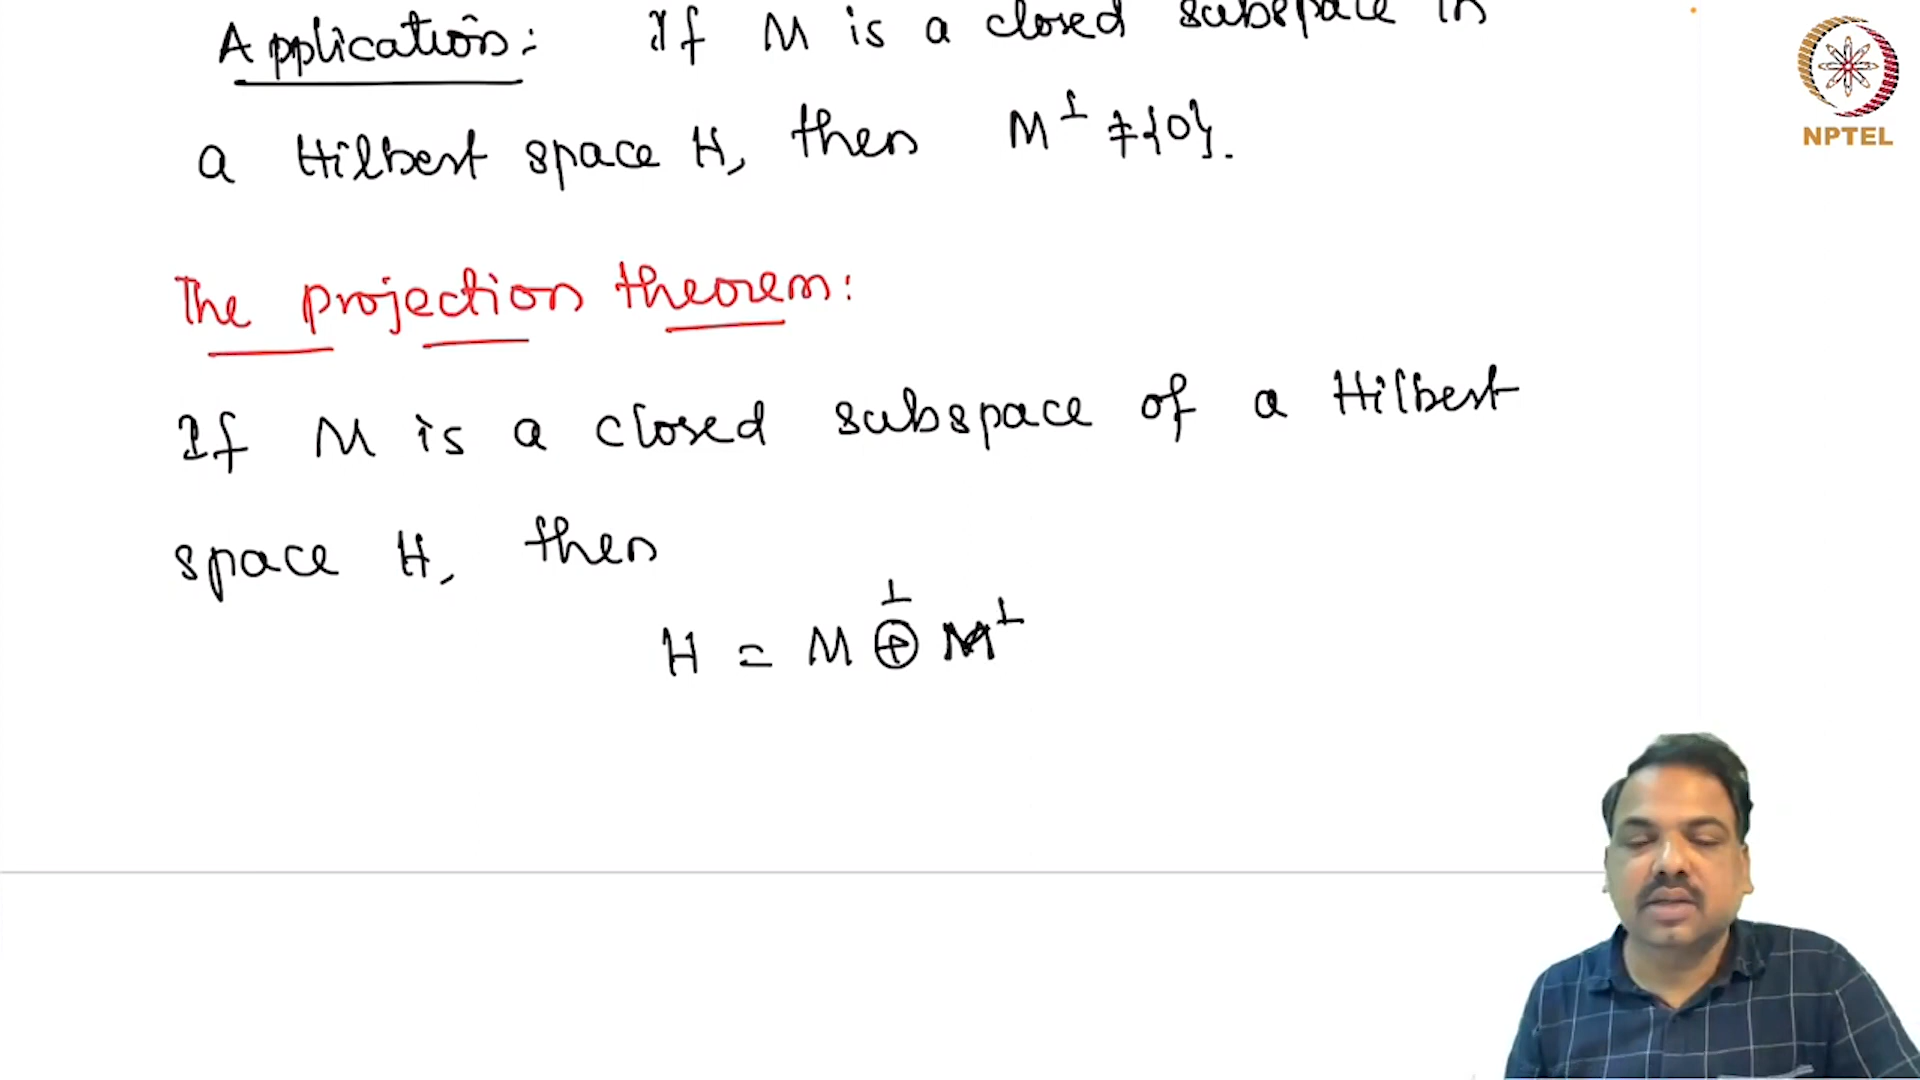 Application: If M is a closed subspace in
a Hilbert space H, then M^⊥ ≠ {0}.
NPTEL
The projection theorem:
If M is a closed subspace of a Hilbert
space H, then
H = M ⊕^⊥ M^⊥